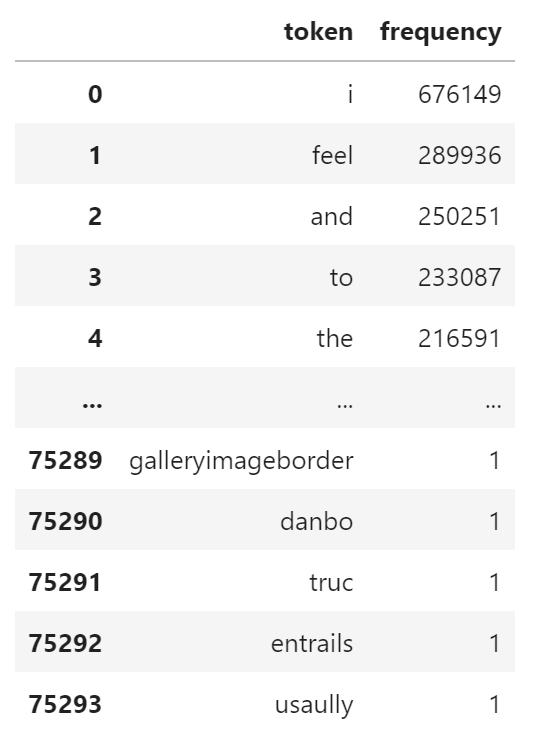 token frequency
0 i 676149
1 feel 289936
2 and 250251
3 to 233087
4 the 216591
... ... ...
75289 galleryimageborder 1
75290 danbo 1
75291 truc 1
75292 entrails 1
75293 usaully 1